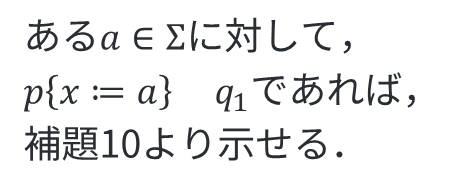 あるa ∈ Σに対して，
p{x ≔ a}　q₁であれば，
補題10より示せる．